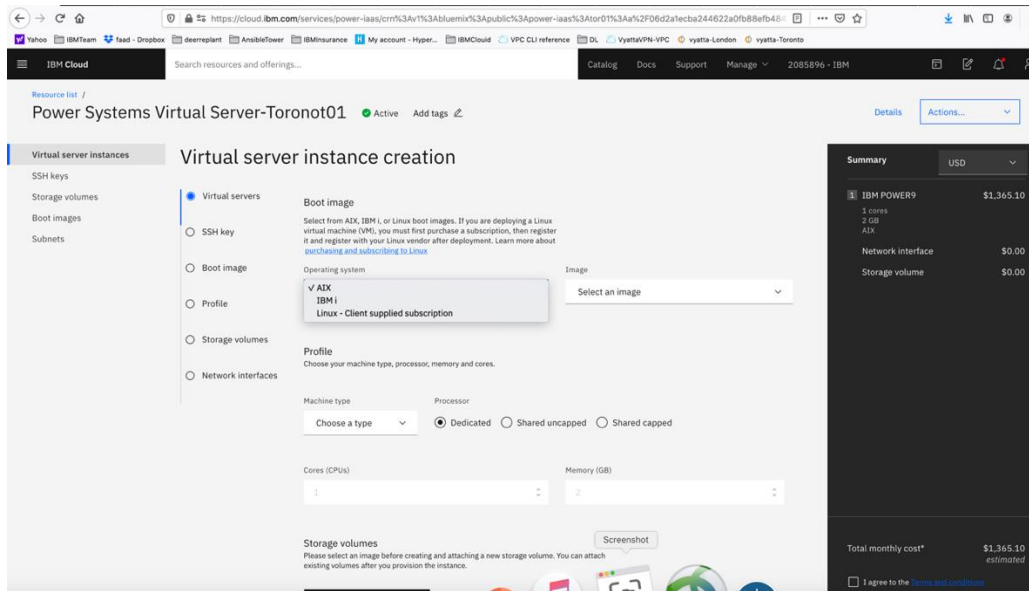 https://cloud.ibm.com/services/power-iaas/crn%3Av1%3Abluemix%3Apublic%3Apower-iaas%3Ator01%3Aa%2F06d2a1ecba244622a0fb88efb484
Yahoo IBMTeam faad - Dropbox deerreplant AnsibleTower IBMinsurance My account - Hyper... IBMClouid VPC CLI reference DL VyattaVPN-VPC vyatta-London vyatta-Toronto
IBM Cloud
Search resources and offerings...
Catalog Docs Support Manage 2085896 - IBM
Resource list /
Power Systems Virtual Server-Toronot01
Active
Add tags
Details
Actions...
Virtual server instances
SSH keys
Storage volumes
Boot images
Subnets
Virtual server instance creation
Virtual servers
SSH key
Boot image
Profile
Storage volumes
Network interfaces
Boot image
Select from AIX, IBM i, or Linux boot images. If you are deploying a Linux
virtual machine (VM), you must first purchase a subscription, then register
it and register with your Linux vendor after deployment. Learn more about
purchasing and subscribing to Linux
Operating system
✓ AIX
IBM i
Linux - Client supplied subscription
Image
Select an image
Profile
Choose your machine type, processor, memory and cores.
Machine type
Choose a type
Processor
Dedicated Shared uncapped Shared capped
Cores (CPUs)
1
Memory (GB)
2
Storage volumes
Please select an image before creating and attaching a new storage volume. You can attach
existing volumes after you provision the instance.
Screenshot
Summary
USD
1 IBM POWER9 $1,365.10
1 cores
2 GB
AIX
Network interface $0.00
Storage volume $0.00
Total monthly cost* $1,365.10
estimated
I agree to the Terms and conditions